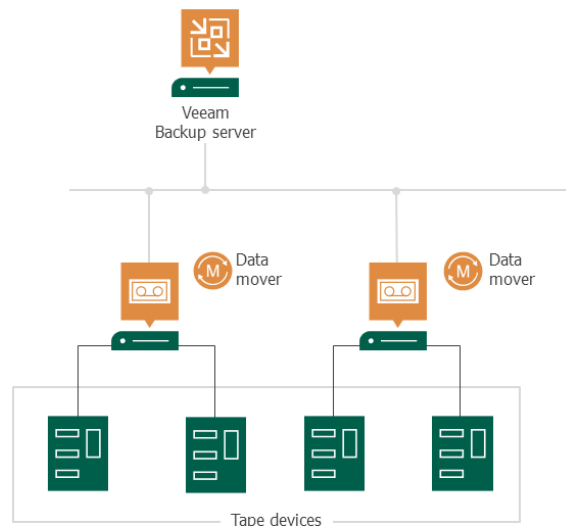 Veeam
Backup server
M
Data
mover
M
Data
mover
Tape devices